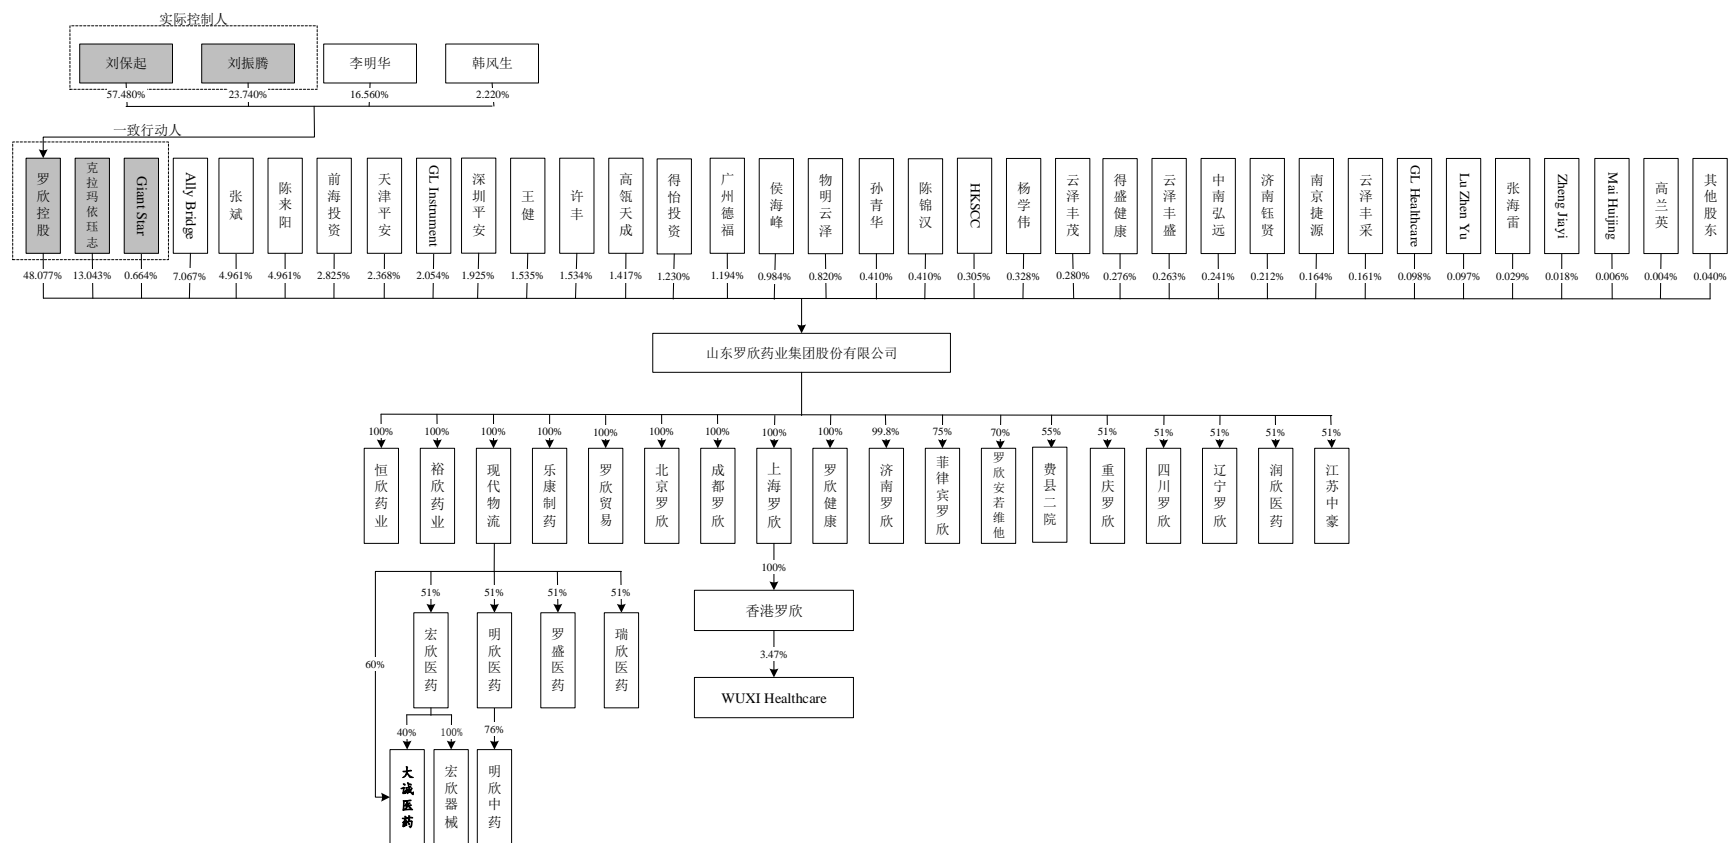 实际控制人
刘保起
刘振腾
李明华
韩风生
57.480%
23.740%
16.560%
2.220%
一致行动人
罗欣控股
克拉玛依珏志
Giant Star
Ally Bridge
张斌
陈来阳
前海投资
天津平安
GL Instrument
深圳平安
王健
许丰
高瓴天成
得怡投资
广州德福
侯海峰
物明云泽
孙青华
陈锦汉
HKSCC
杨学伟
云泽丰茂
得盛健康
云泽丰盛
中南弘远
济南钰贤
南京捷源
云泽丰采
GL Healthcare
Lu Zhen Yu
张海雷
Zheng Jiayi
Mai Huijing
高兰英
其他股东
48.077%
13.043%
0.664%
7.067%
4.961%
4.961%
2.825%
2.368%
2.054%
1.925%
1.535%
1.534%
1.417%
1.230%
1.194%
0.984%
0.820%
0.410%
0.410%
0.305%
0.328%
0.280%
0.276%
0.263%
0.241%
0.212%
0.164%
0.161%
0.098%
0.097%
0.029%
0.018%
0.006%
0.004%
0.040%
山东罗欣药业集团股份有限公司
100%
100%
100%
100%
100%
100%
100%
100%
100%
99.8%
75%
70%
55%
51%
51%
51%
51%
51%
恒欣药业
裕欣药业
现代物流
乐康制药
罗欣贸易
北京罗欣
成都罗欣
上海罗欣
罗欣健康
济南罗欣
菲律宾罗欣
罗欣安若维他
费县二院
重庆罗欣
四川罗欣
辽宁罗欣
润欣医药
江苏中豪
100%
51%
51%
51%
51%
香港罗欣
宏欣医药
明欣医药
罗盛医药
瑞欣医药
3.47%
60%
WUXI Healthcare
40%
100%
76%
大诚医药
宏欣器械
明欣中药